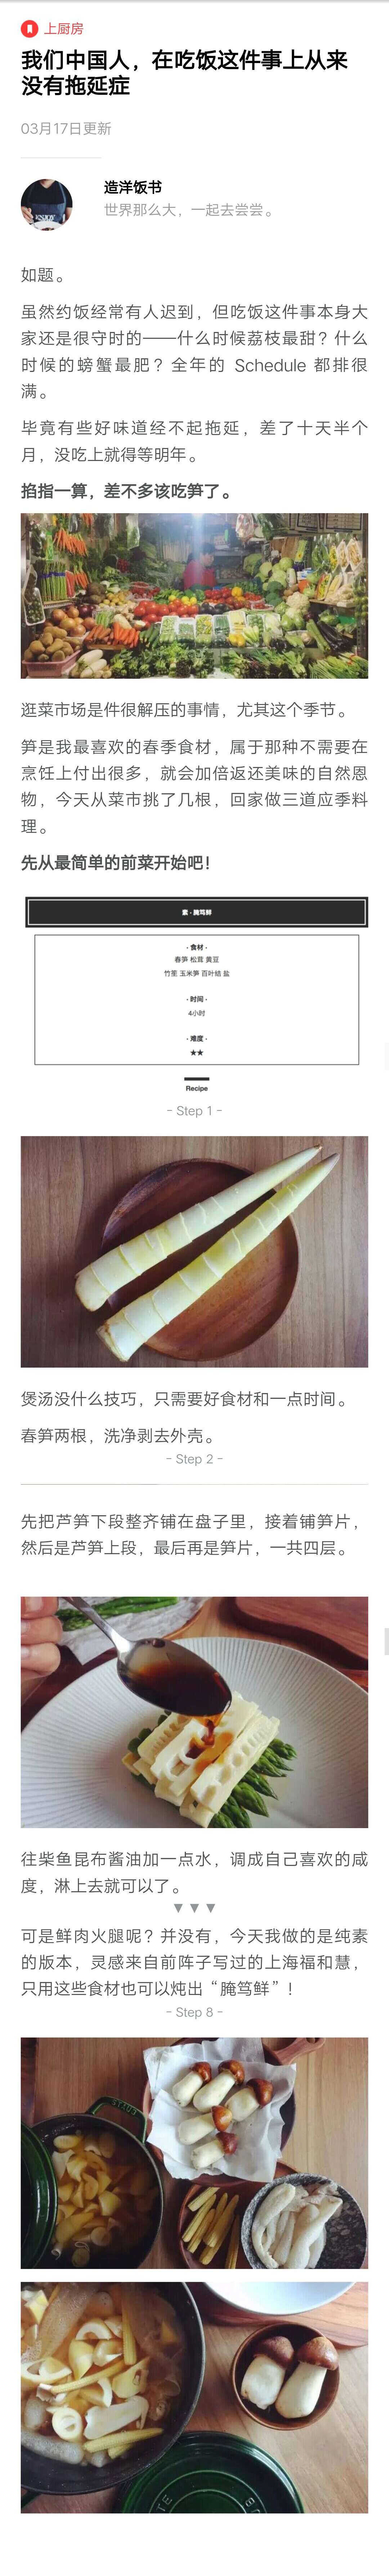 上厨房
我们中国人，在吃饭这件事上从来
没有拖延症
03月17日更新
造洋饭书
世界那么大，一起去尝尝。
如题。
虽然约饭经常有人迟到，但吃饭这件事本身大
家还是很守时的——什么时候荔枝最甜？什么
时候的螃蟹最肥？全年的 Schedule 都排很
满。
毕竟有些好味道经不起拖延，差了十天半个
月，没吃上就得等明年。
掐指一算，差不多该吃笋了。
逛菜市场是件很解压的事情，尤其这个季节。
笋是我最喜欢的春季食材，属于那种不需要在
烹饪上付出很多，就会加倍返还美味的自然恩
物，今天从菜市挑了几根，回家做三道应季料
理。
先从最简单的前菜开始吧！
素 · 腌笃鲜
· 食材 ·
春笋 松茸 黄豆
竹笙 玉米笋 百叶结 盐
· 时间 ·
4小时
· 难度 ·
★★
Recipe
- Step 1 -
煲汤没什么技巧，只需要好食材和一点时间。
春笋两根，洗净剥去外壳。
- Step 2 -
先把芦笋下段整齐铺在盘子里，接着铺笋片，
然后是芦笋上段，最后再是笋片，一共四层。
往柴鱼昆布酱油加一点水，调成自己喜欢的咸
度，淋上去就可以了。
▼ ▼ ▼
可是鲜肉火腿呢？并没有，今天我做的是纯素
的版本，灵感来自前阵子写过的上海福和慧，
只用这些食材也可以炖出“腌笃鲜”！
- Step 8 -